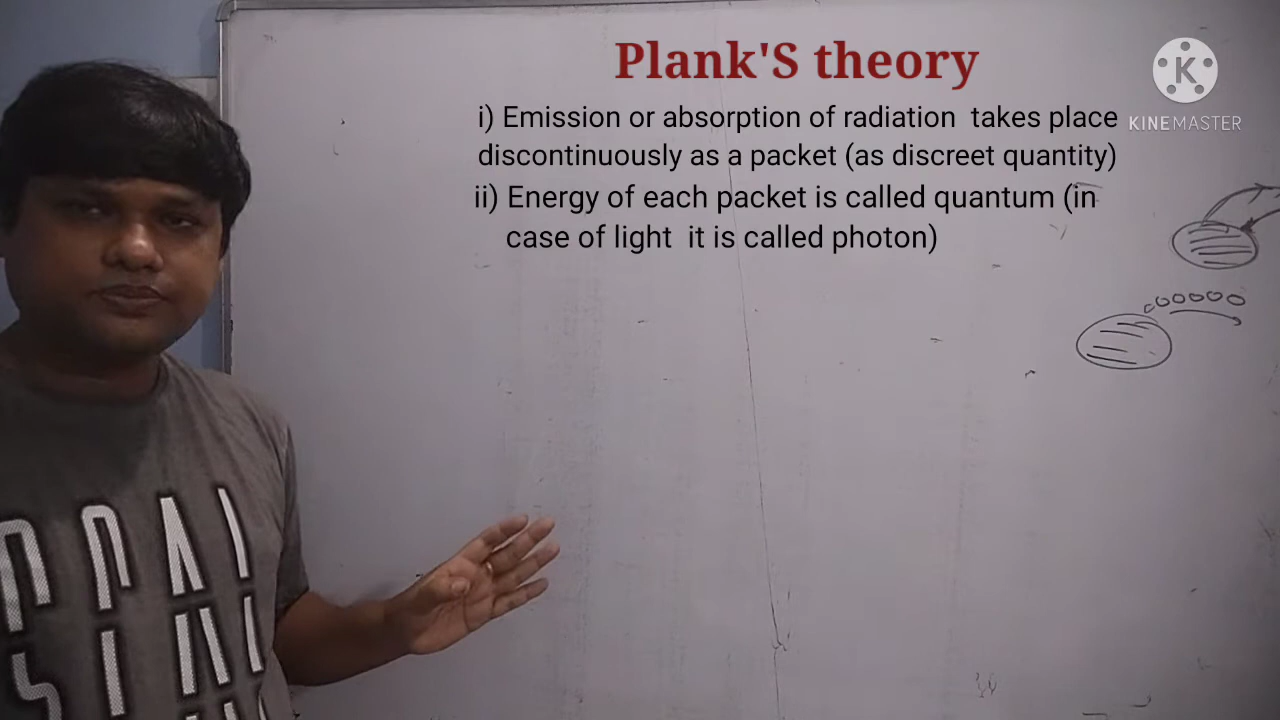 Plank'S theory
K
KINEMASTER
i) Emission or absorption of radiation takes place
discontinuously as a packet (as discreet quantity)
ii) Energy of each packet is called quantum (in
case of light it is called photon)